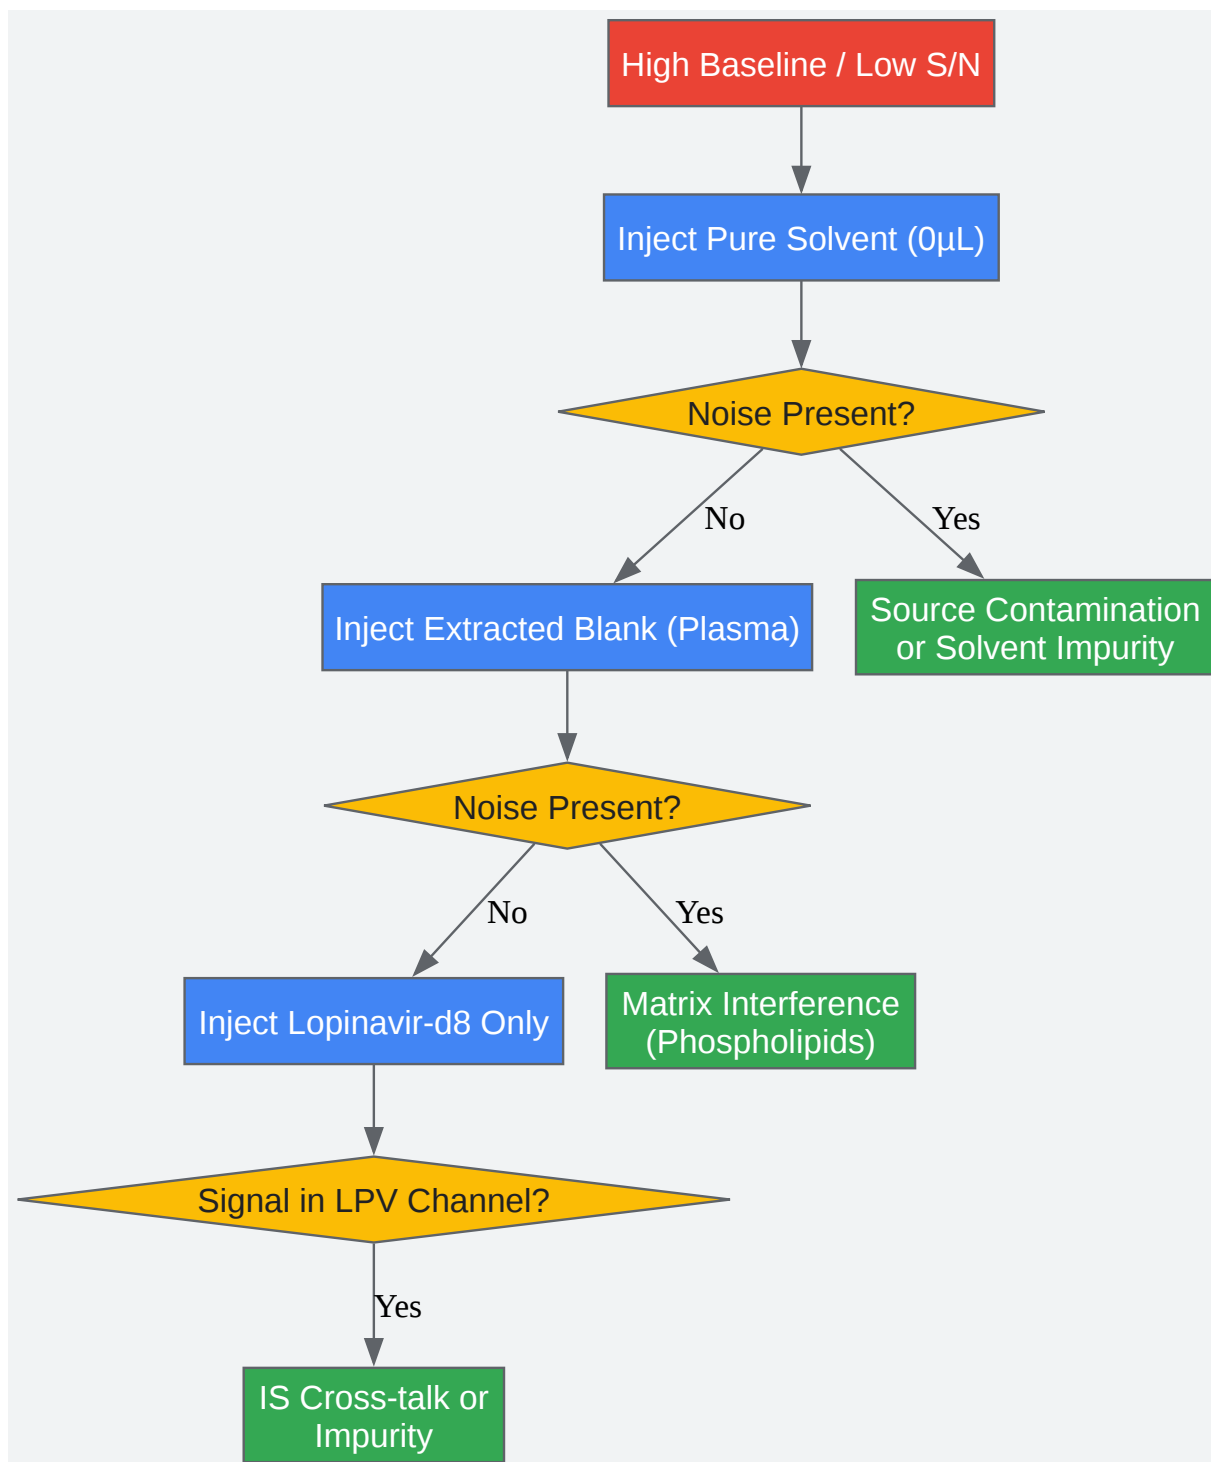 High Baseline / Low S/N
Inject Pure Solvent (0µL)
Noise Present?
No
Yes
Inject Extracted Blank (Plasma)
Source Contamination
or Solvent Impurity
Noise Present?
No
Yes
Inject Lopinavir-d8 Only
Matrix Interference
(Phospholipids)
Signal in LPV Channel?
Yes
IS Cross-talk or
Impurity